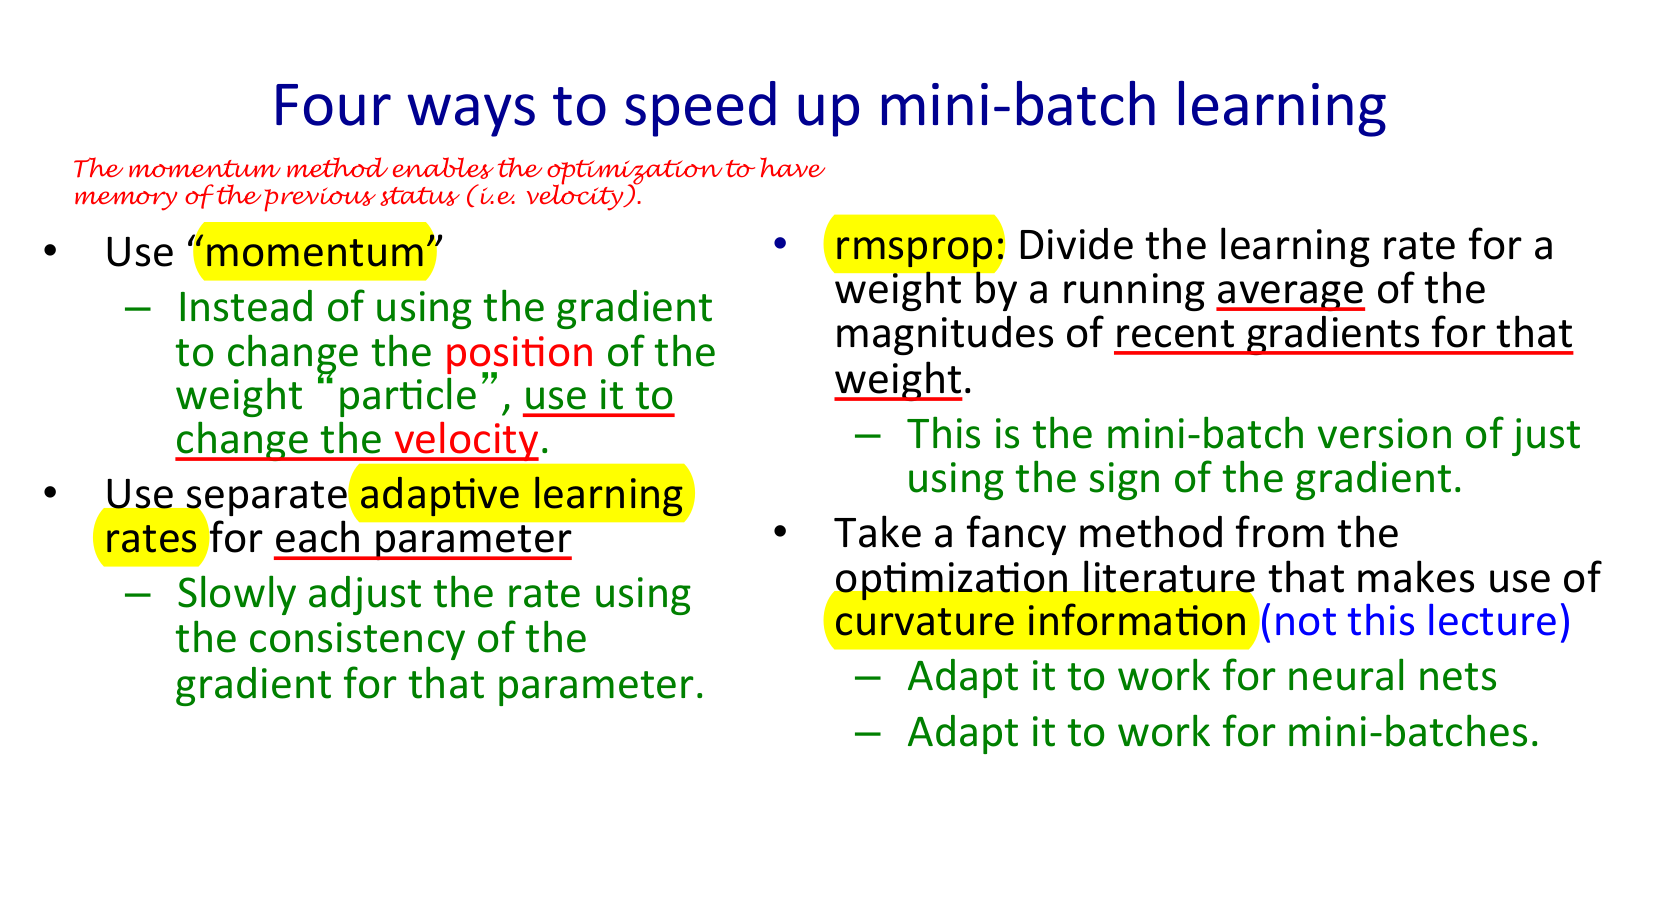 Four ways to speed up mini-batch learning
The momentum method enables the optimization to have
memory of the previous status (i.e. velocity).
• Use “momentum”
– Instead of using the gradient
to change the position of the
weight “particle”, use it to
change the velocity.
• Use separate adaptive learning
rates for each parameter
– Slowly adjust the rate using
the consistency of the
gradient for that parameter.
• rmsprop: Divide the learning rate for a
weight by a running average of the
magnitudes of recent gradients for that
weight.
– This is the mini-batch version of just
using the sign of the gradient.
• Take a fancy method from the
optimization literature that makes use of
curvature information (not this lecture)
– Adapt it to work for neural nets
– Adapt it to work for mini-batches.